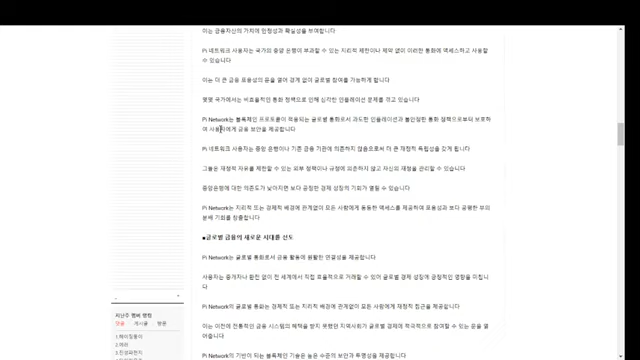 이는 금융자산의 가치에 안정성과 확실성을 부여합니다
Pi 네트워크 사용자는 국가의 중앙 은행이 부과할 수 있는 지리적 제한이나 제약 없이 이러한 통화에 액세스하고 사용할
수 있습니다
이는 더 큰 금융 포용성의 문을 열어 경계 없이 글로벌 참여를 가능하게 합니다
몇몇 국가에서는 비효율적인 통화 정책으로 인해 심각한 인플레이션 문제를 겪고 있습니다
Pi Network는 블록체인 프로토콜이 적용되는 글로벌 통화로서 과도한 인플레이션과 불안정한 통화 정책으로부터 보호하
여 사용자에게 금융 보안을 제공합니다
Pi 네트워크 사용자는 중앙 은행이나 기존 금융 기관에 의존하지 않음으로써 더 큰 재정적 독립성을 갖게 됩니다
그들은 재정적 자유를 제한할 수 있는 외부 정책이나 규정에 의존하지 않고 자신의 재정을 관리할 수 있습니다
중앙은행에 대한 의존도가 낮아지면 보다 공정한 경제 성장의 기회가 열릴 수 있습니다
Pi Network는 지리적 또는 경제적 배경에 관계없이 모든 사람에게 동등한 액세스를 제공하여 포용성과 보다 공평한 부의
분배 기회를 창출합니다
■글로벌 금융의 새로운 시대를 선도
Pi Network는 글로벌 통화로서 금융 활동에 원활한 연결성을 제공합니다
사용자는 중개자나 환전 없이 전 세계에서 직접 효율적으로 거래할 수 있어 글로벌 경제 성장에 긍정적인 영향을 미칩니
다
Pi Network의 글로벌 통화는 경제적 또는 지리적 배경에 관계없이 모든 사람에게 재정적 접근을 제공합니다
이는 이전에 전통적인 금융 시스템의 혜택을 받지 못했던 지역사회가 글로벌 경제에 적극적으로 참여할 수 있는 문을 열
어줍니다
Pi Network의 기반이 되는 블록체인 기술은 높은 수준의 보안과 투명성을 제공합니다
지난주 멤버 랭킹
댓글 게시글 방문
1.헤이칠통이
2.여라
3.진성피런지